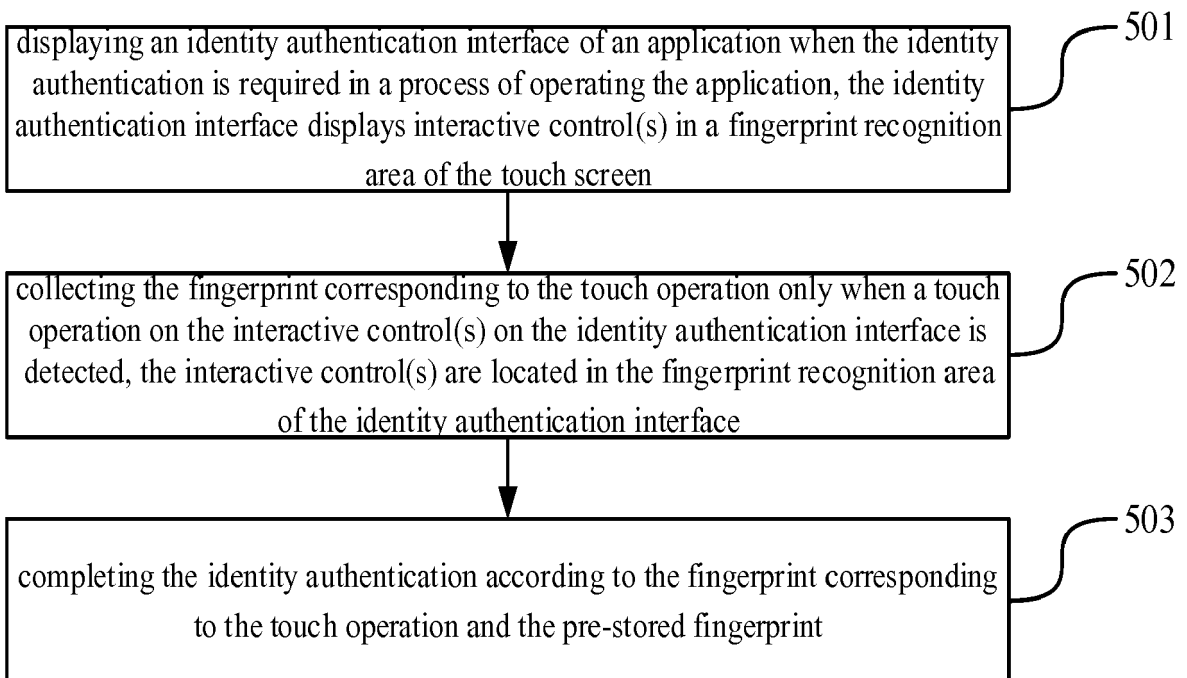 501
displaying an identity authentication interface of an application when the identity
authentication is required in a process of operating the application, the identity
authentication interface displays interactive control(s) in a fingerprint recognition
area of the touch screen
502
collecting the fingerprint corresponding to the touch operation only when a touch
operation on the interactive control(s) on the identity authentication interface is
detected, the interactive control(s) are located in the fingerprint recognition area
of the identity authentication interface
503
completing the identity authentication according to the fingerprint corresponding
to the touch operation and the pre-stored fingerprint